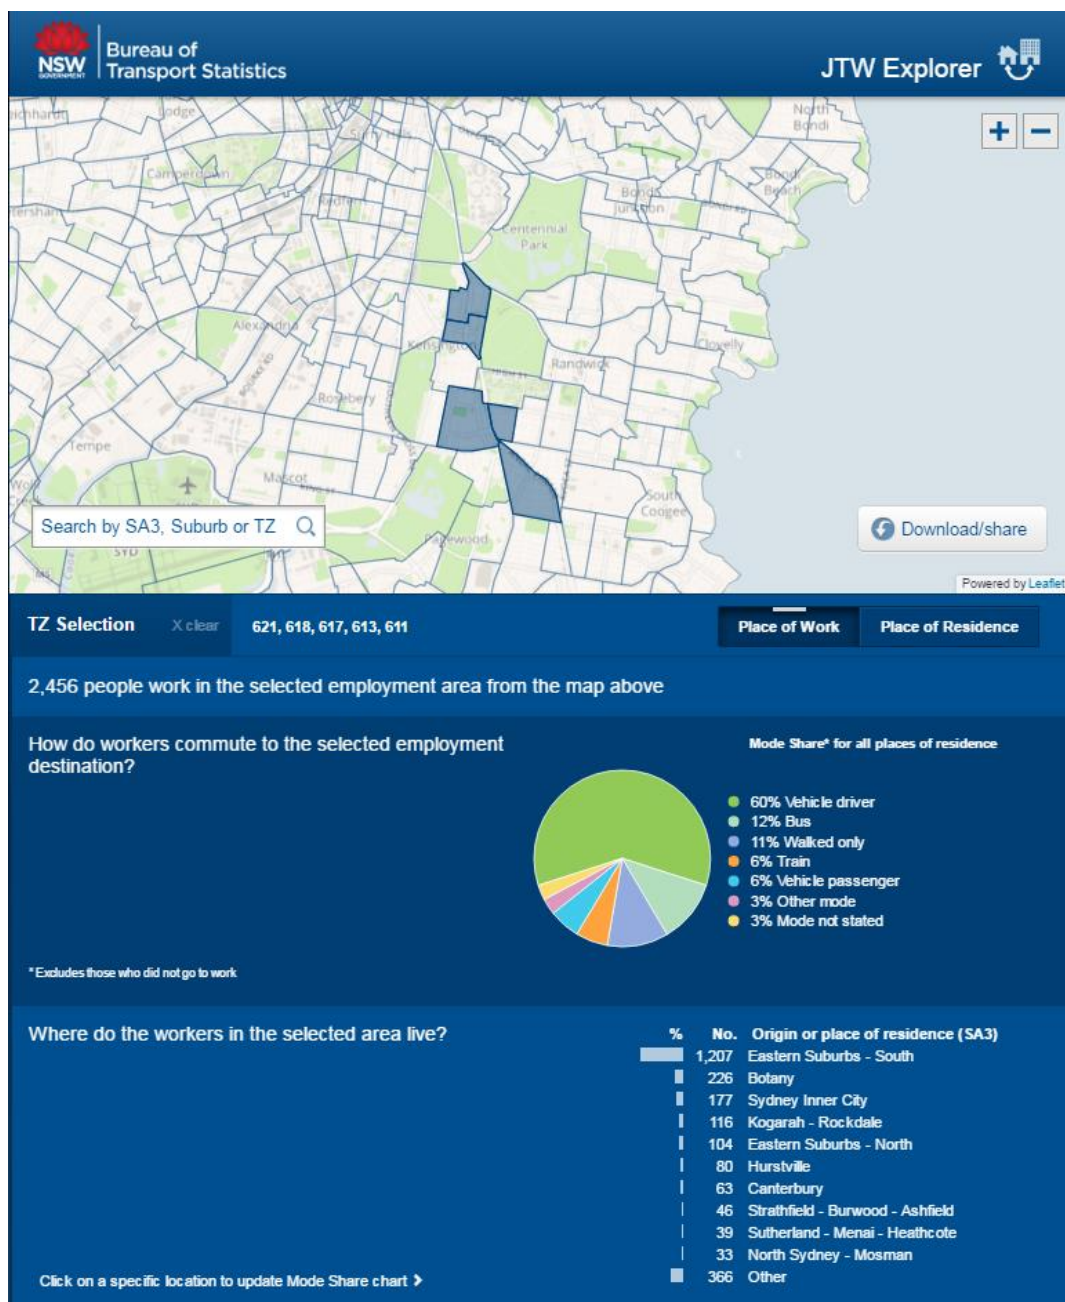 NSW
GOVERNMENT
Bureau of
Transport Statistics
JTW Explorer
Lodge
North
Bondi
+ −
Camperdown
Bondi
Beach
Bondi
Junction
Centennial
Park
Alexandria
Kensington
Clovelly
Randwick
Rosebery
Tempe
Mascot
South
Coogee
Search by SA3, Suburb or TZ
Pagewood
Download/share
SYD
M5
Powered by Leaflet
TZ Selection X clear 621, 618, 617, 613, 611 Place of Work Place of Residence
2,456 people work in the selected employment area from the map above
How do workers commute to the selected employment
destination?
Mode Share* for all places of residence
60% Vehicle driver
12% Bus
11% Walked only
6% Train
6% Vehicle passenger
3% Other mode
3% Mode not stated
*Excludes those who did not go to work
Where do the workers in the selected area live?
% No. Origin or place of residence (SA3)
1,207 Eastern Suburbs - South
226 Botany
177 Sydney Inner City
116 Kogarah - Rockdale
104 Eastern Suburbs - North
80 Hurstville
63 Canterbury
46 Strathfield - Burwood - Ashfield
39 Sutherland - Menai - Heathcote
33 North Sydney - Mosman
366 Other
Click on a specific location to update Mode Share chart >